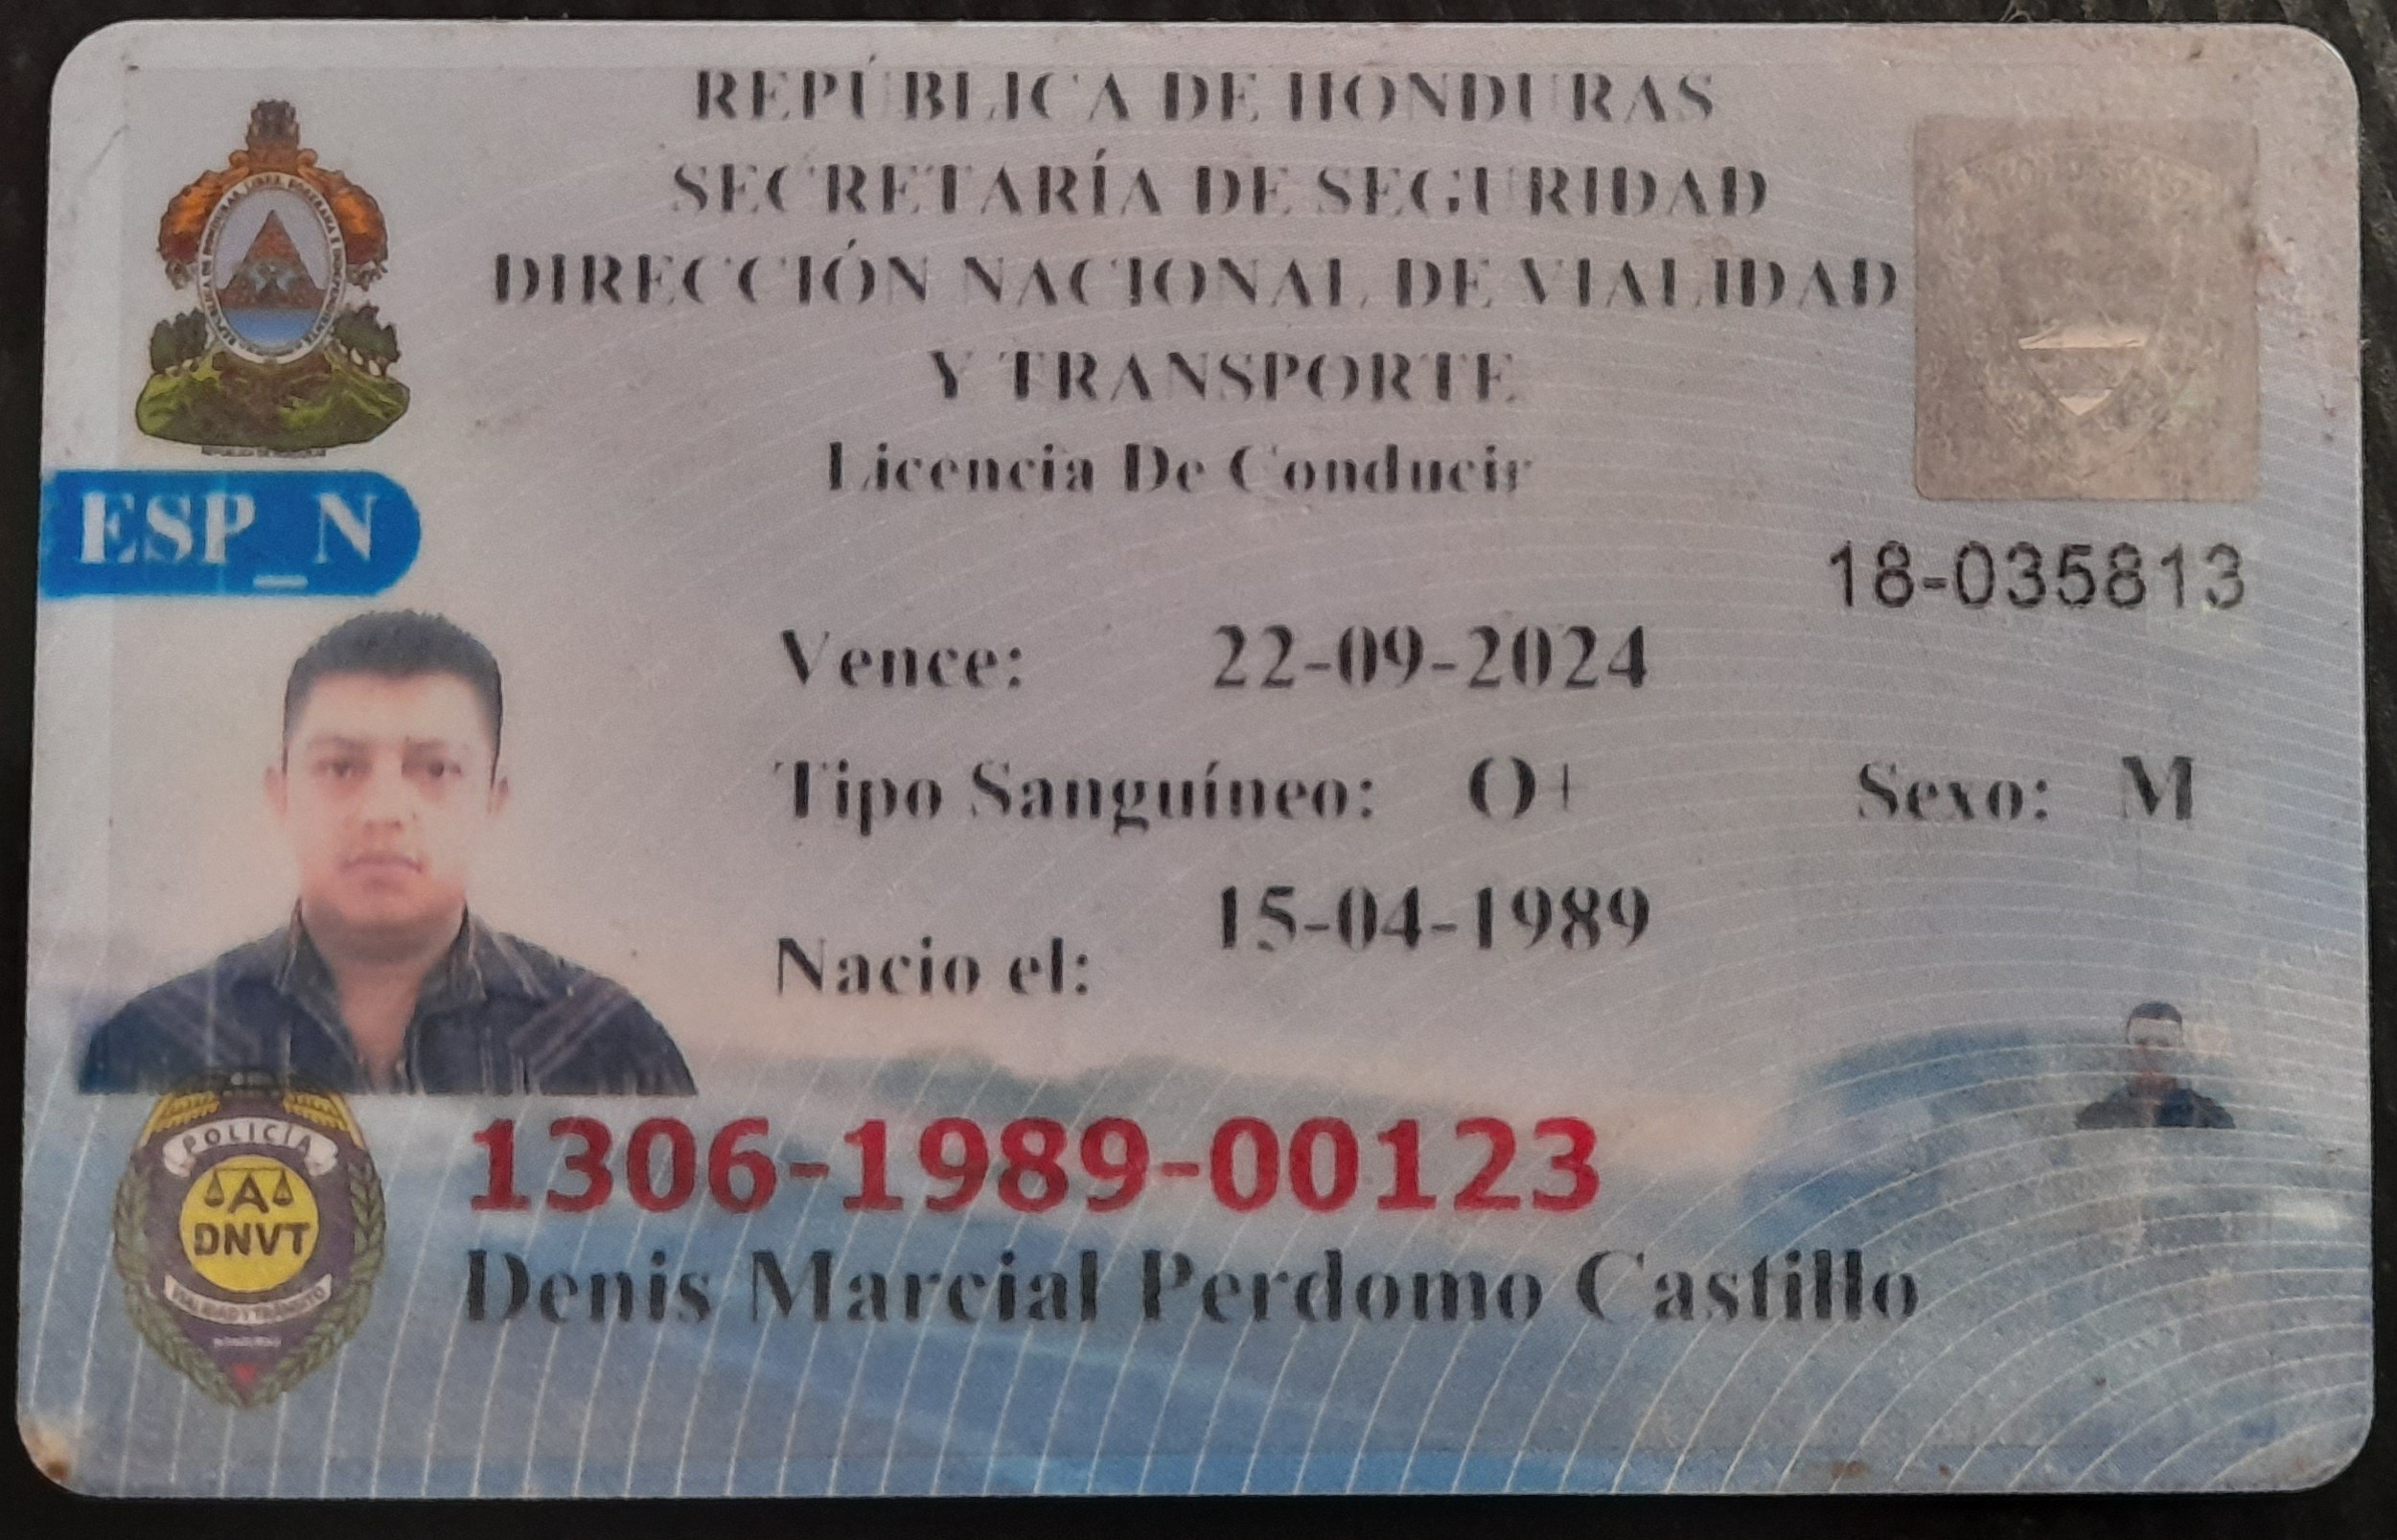 REPÚBLICA DE HONDURAS
SECRETARÍA DE SEGURIDAD
DIRECCIÓN NACIONAL DE VIALIDAD
Y TRANSPORTE
Licencia De Conducir
ESP_N
18-035813
Vence: 22-09-2024
Tipo Sanguíneo: O+ Sexo: M
Nacio el: 15-04-1989
POLICÍA
DNVT
VIALIDAD Y TRÁNSITO
1306-1989-00123
Denis Marcial Perdomo Castillo